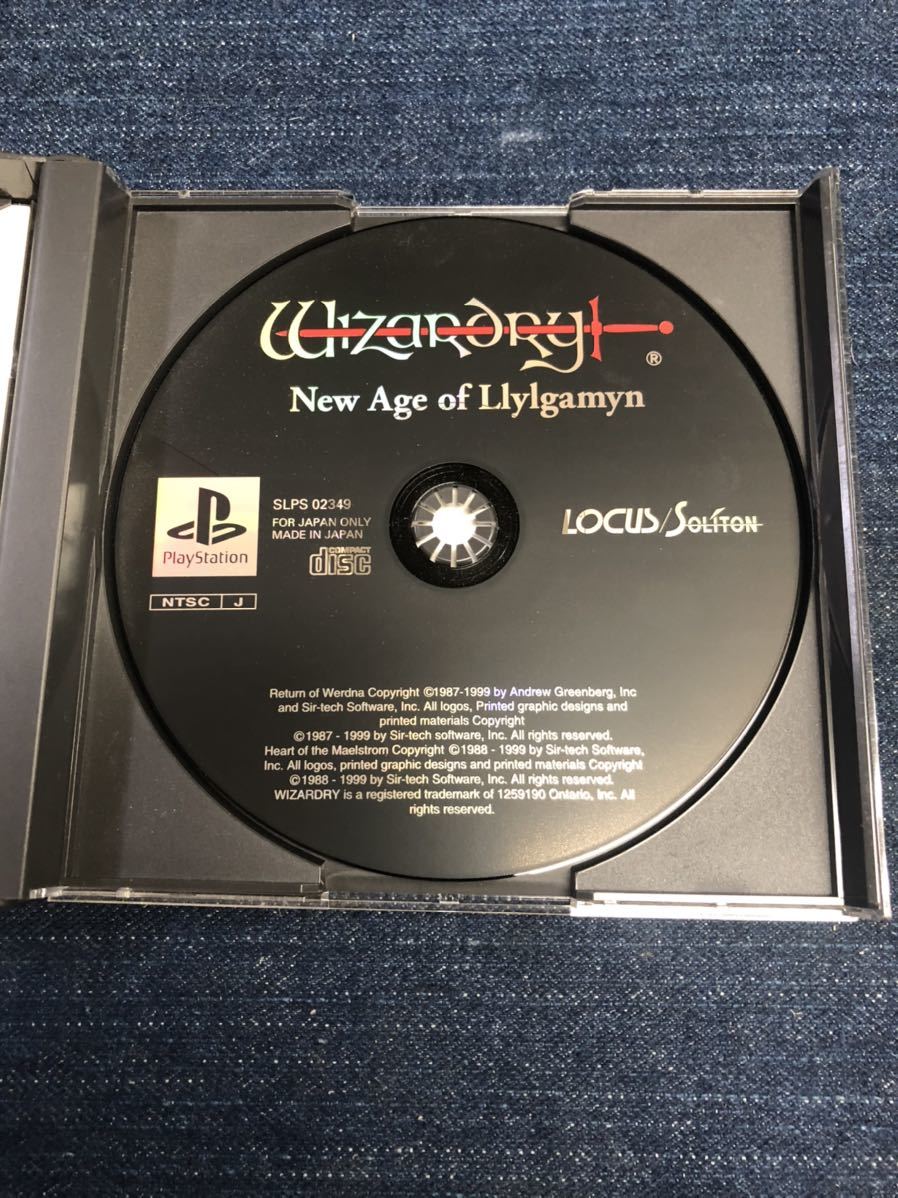 Wizardry®
New Age of Llylgamyn
PlayStation
SLPS 02349
FOR JAPAN ONLY
MADE IN JAPAN
COMPACT
disc
NTSC J
LOCUS/SOLITON
Return of Werdna Copyright ©1987-1999 by Andrew Greenberg, Inc
and Sir-tech Software, Inc. All logos, Printed graphic designs and
printed materials Copyright
©1987 - 1999 by Sir-tech software, Inc. All rights reserved.
Heart of the Maelstrom Copyright ©1988 - 1999 by Sir-tech Software,
Inc. All logos, printed graphic designs and printed materials Copyright
©1988 - 1999 by Sir-tech Software, Inc. All rights reserved.
WIZARDRY is a registered trademark of 1259190 Ontario, Inc. All
rights reserved.